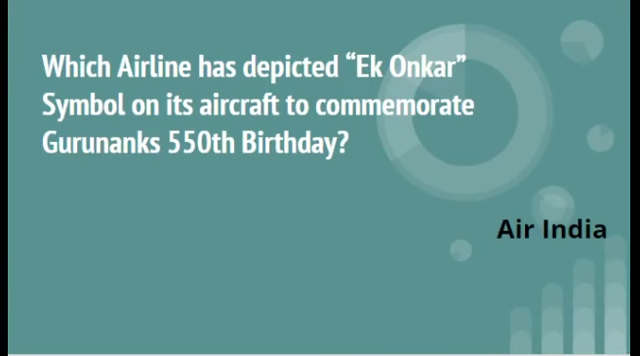 Which Airline has depicted “Ek Onkar”
Symbol on its aircraft to commemorate
Gurunanks 550th Birthday?
Air India